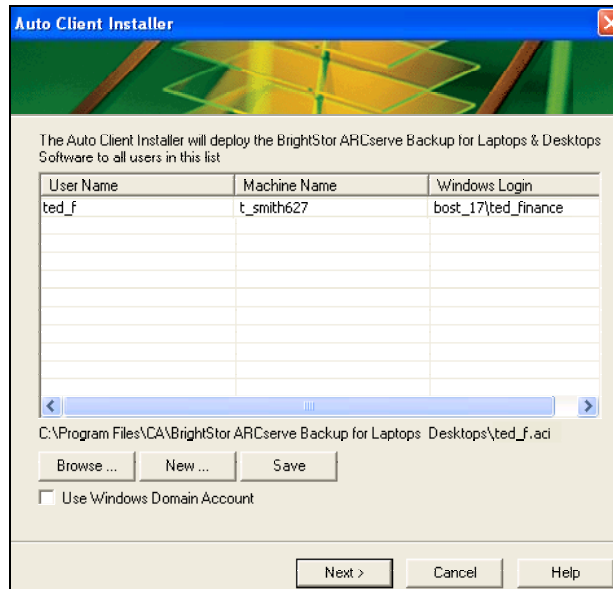 Auto Client Installer
The Auto Client Installer will deploy the BrightStor ARCserve Backup for Laptops & Desktops
Software to all users in this list
User Name Machine Name Windows Login
ted_f t_smith627 bost_17\ted_finance
C:\Program Files\CA\BrightStor ARCserve Backup for Laptops Desktops\ted_f.aci
Browse ... New ... Save
Use Windows Domain Account
Next > Cancel Help